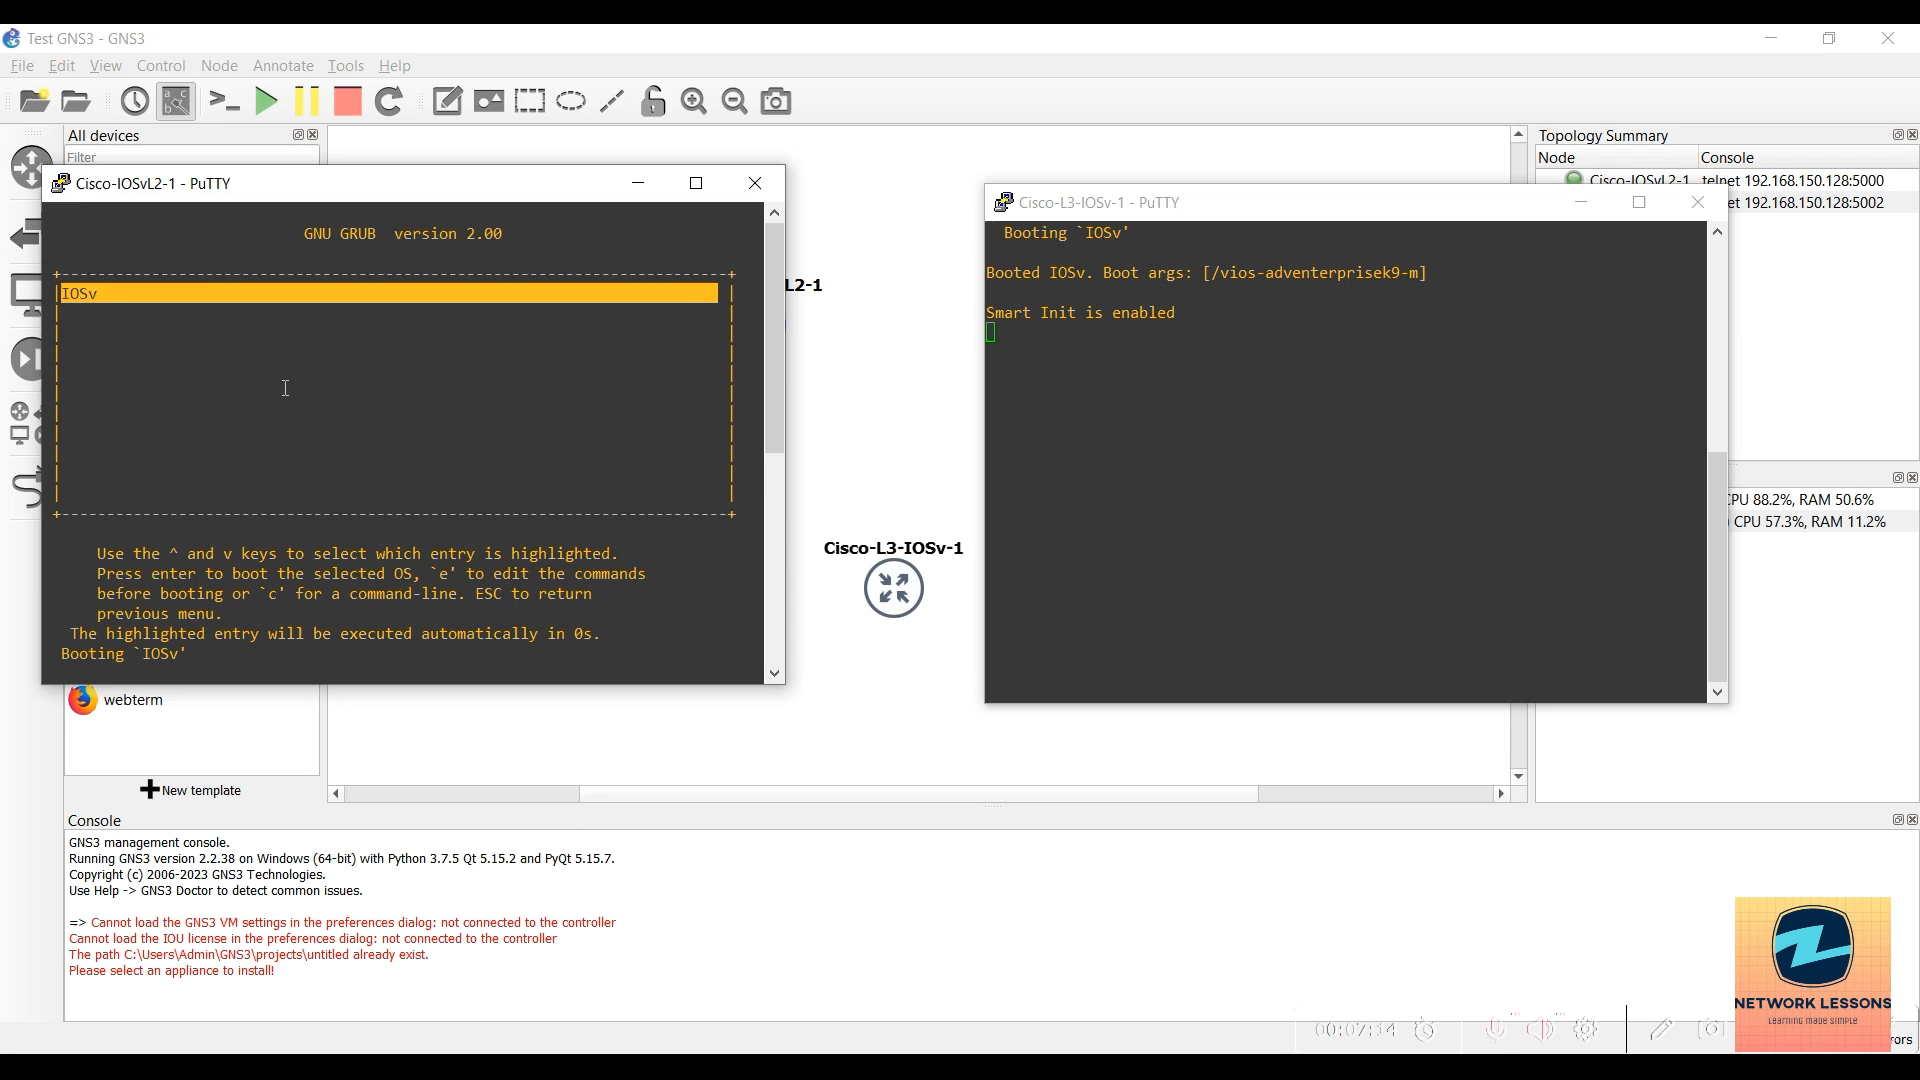 Test GNS3 - GNS3
File Edit View Control Node Annotate Tools Help
All devices
Filter
Topology Summary
Node Console
Cisco-IOSvL2-1 telnet 192.168.150.128:5000
et 192.168.150.128:5002
Cisco-IOSvL2-1 - PuTTY
GNU GRUB version 2.00
IOSv
Use the ^ and v keys to select which entry is highlighted.
Press enter to boot the selected OS, `e' to edit the commands
before booting or `c' for a command-line. ESC to return
previous menu.
The highlighted entry will be executed automatically in 0s.
Booting `IOSv'
L2-1
Cisco-L3-IOSv-1
Cisco-L3-IOSv-1 - PuTTY
Booting `IOSv'
Booted IOSv. Boot args: [/vios-adventerprisek9-m]
Smart Init is enabled
CPU 88.2%, RAM 50.6%
CPU 57.3%, RAM 11.2%
webterm
New template
Console
GNS3 management console.
Running GNS3 version 2.2.38 on Windows (64-bit) with Python 3.7.5 Qt 5.15.2 and PyQt 5.15.7.
Copyright (c) 2006-2023 GNS3 Technologies.
Use Help -> GNS3 Doctor to detect common issues.
=> Cannot load the GNS3 VM settings in the preferences dialog: not connected to the controller
Cannot load the IOU license in the preferences dialog: not connected to the controller
The path C:\Users\Admin\GNS3\projects\untitled already exist.
Please select an appliance to install!
00:07:14
NETWORK LESSONS
Learning made simple
rors